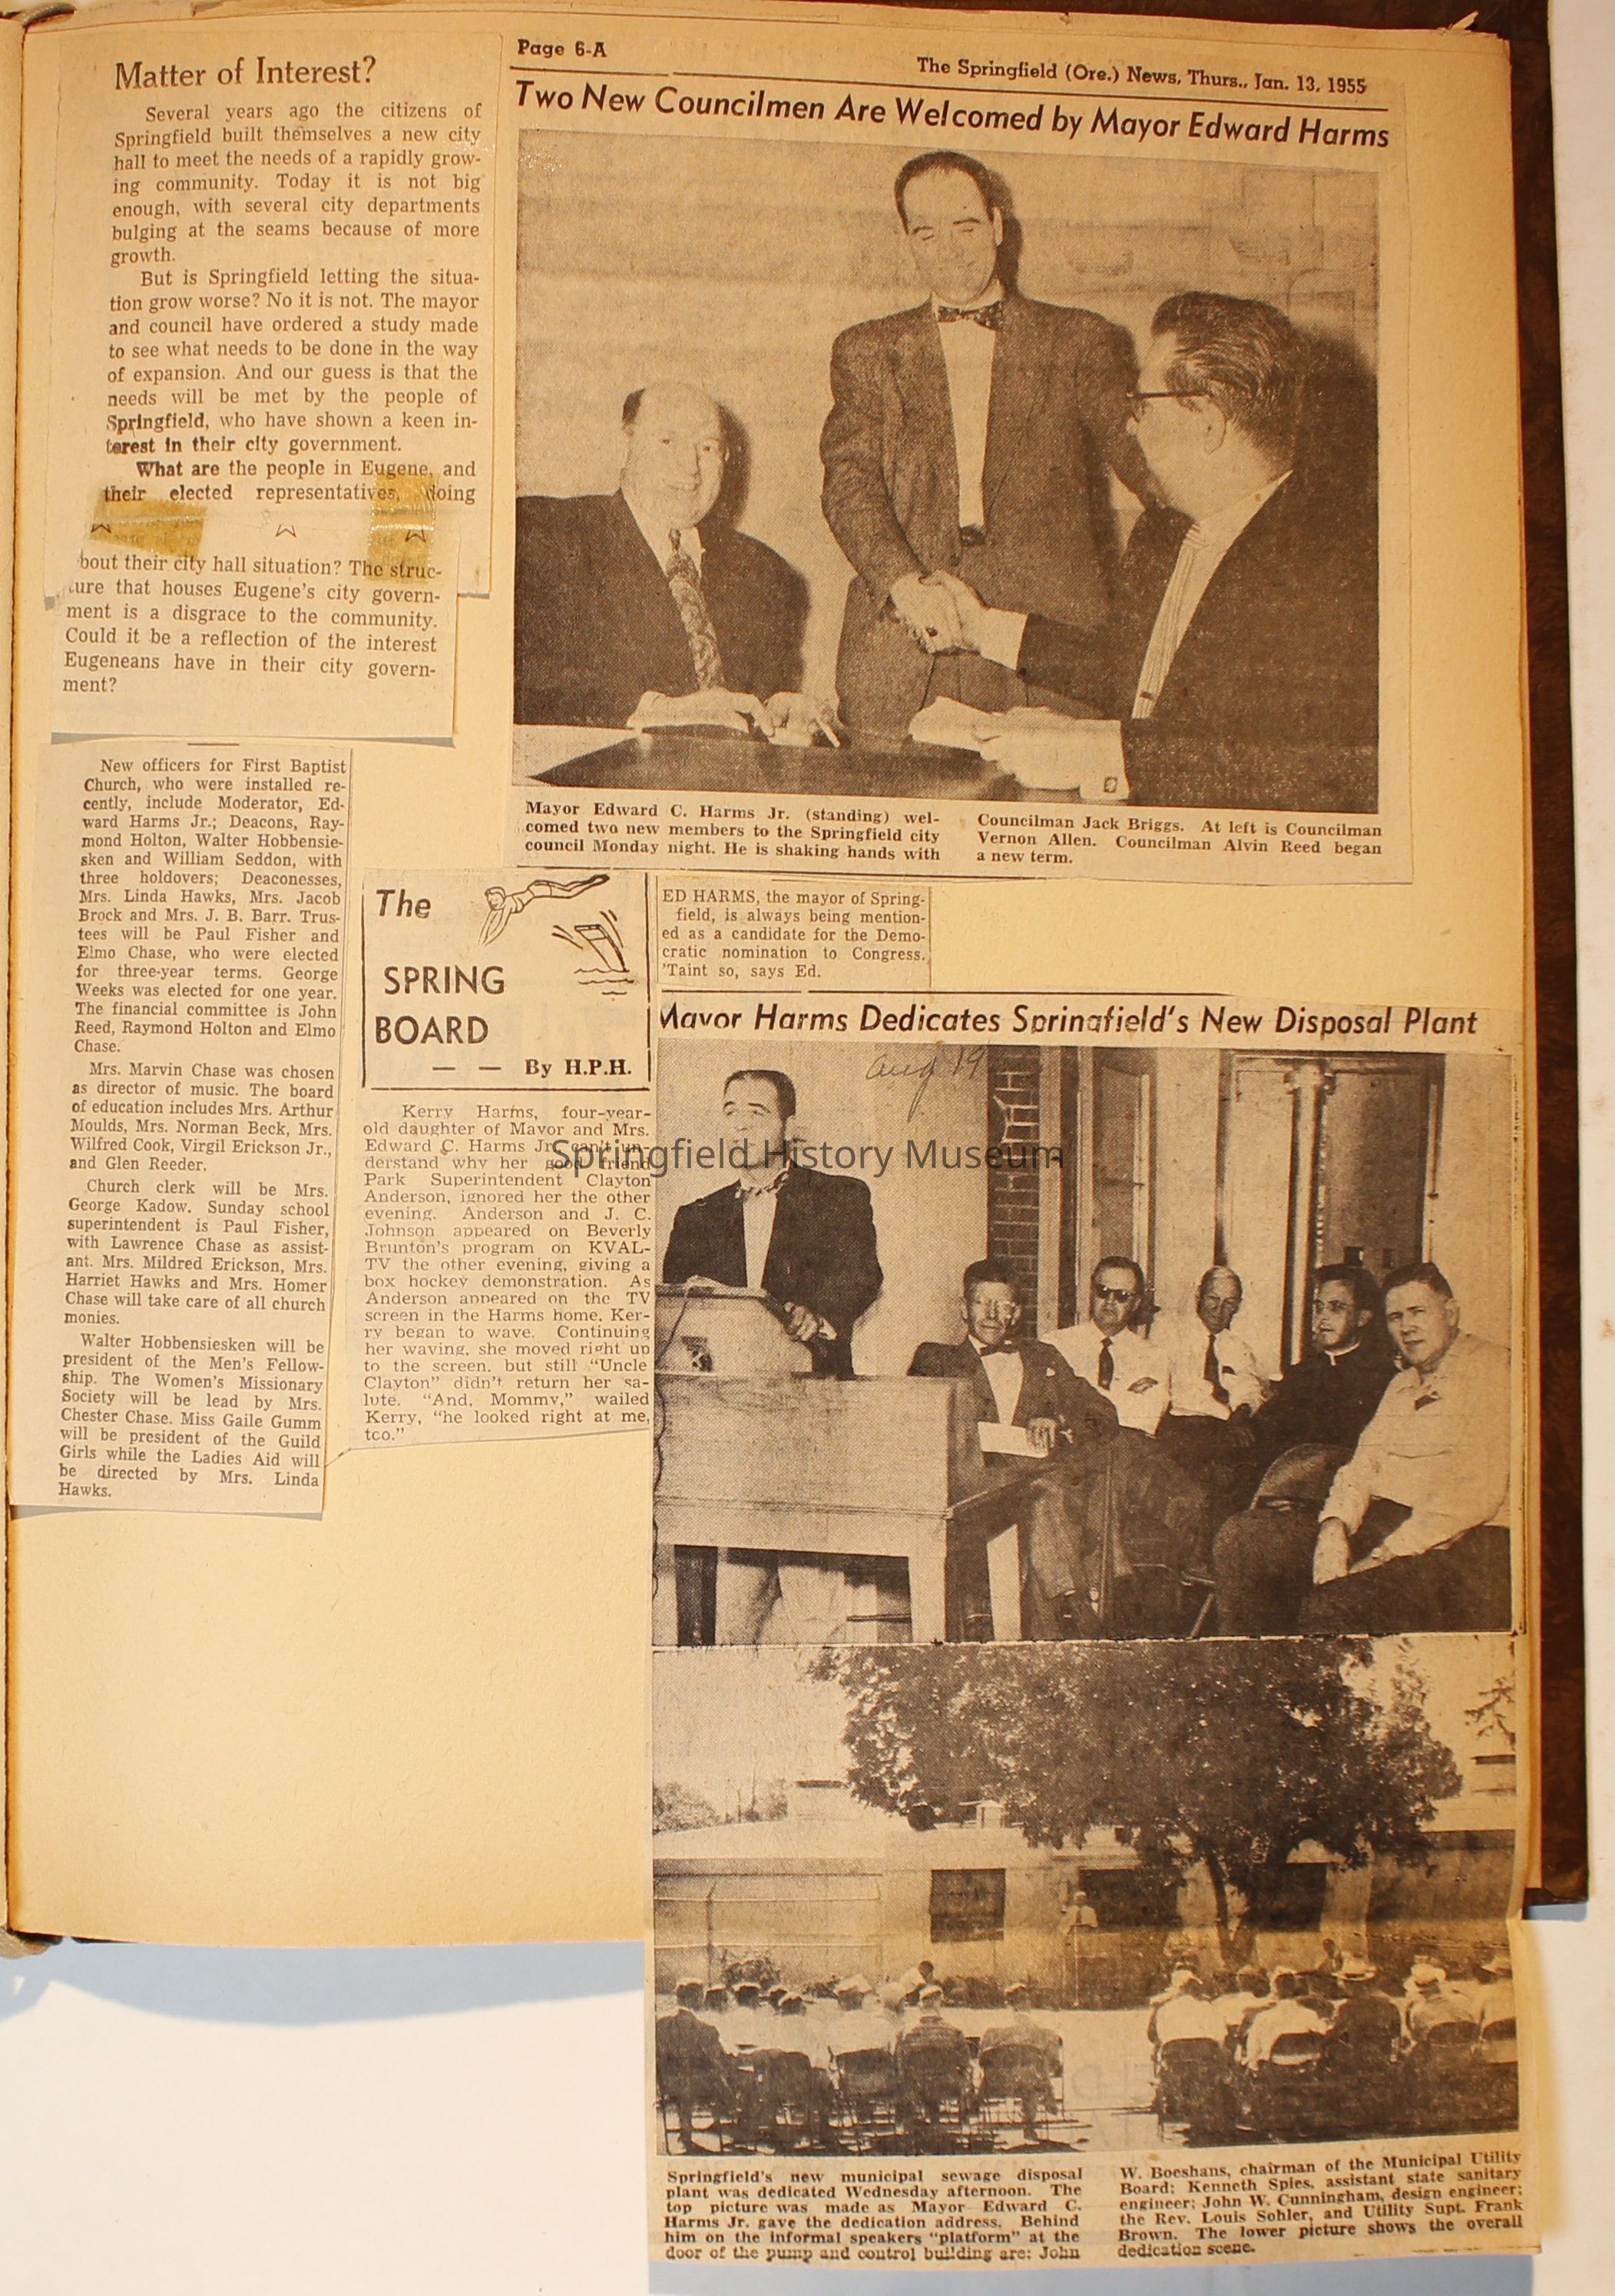 Matter of Interest?
Several years ago the citizens of
Springfield built themselves a new city
hall to meet the needs of a rapidly grow-
ing community. Today it is not big
enough, with several city departments
bulging at the seams because of more
growth.
But is Springfield letting the situa-
tion grow worse? No it is not. The mayor
and council have ordered a study made
to see what needs to be done in the way
of expansion. And our guess is that the
needs will be met by the people of
Springfield, who have shown a keen in-
terest in their city government.
What are the people in Eugene, and
their elected representatives, doing
bout their city hall situation? The struc-
ture that houses Eugene's city govern-
ment is a disgrace to the community.
Could it be a reflection of the interest
Eugeneans have in their city govern-
ment?
New officers for First Baptist
Church, who were installed re-
cently, include Moderator, Ed-
ward Harms Jr.; Deacons, Ray-
mond Holton, Walter Hobbensie-
sken and William Seddon, with
three holdovers; Deaconesses,
Mrs. Linda Hawks, Mrs. Jacob
Brock and Mrs. J. B. Barr. Trus-
tees will be Paul Fisher and
Elmo Chase, who were elected
for three-year terms. George
Weeks was elected for one year.
The financial committee is John
Reed, Raymond Holton and Elmo
Chase.
Mrs. Marvin Chase was chosen
as director of music. The board
of education includes Mrs. Arthur
Moulds, Mrs. Norman Beck, Mrs.
Wilfred Cook, Virgil Erickson Jr.,
and Glen Reeder.
Church clerk will be Mrs.
George Kadow. Sunday school
superintendent is Paul Fisher,
with Lawrence Chase as assist-
ant. Mrs. Mildred Erickson, Mrs.
Harriet Hawks and Mrs. Homer
Chase will take care of all church
monies.
Walter Hobbensiesken will be
president of the Men's Fellow-
ship. The Women's Missionary
Society will be lead by Mrs.
Chester Chase. Miss Gaile Gumm
will be president of the Guild
Girls while the Ladies Aid will
be directed by Mrs. Linda
Hawks.
Page 6-A
The Springfield (Ore.) News, Thurs., Jan. 13, 1955
Two New Councilmen Are Welcomed by Mayor Edward Harms
Mayor Edward C. Harms Jr. (standing) wel-
comed two new members to the Springfield city
council Monday night. He is shaking hands with
Councilman Jack Briggs. At left is Councilman
Vernon Allen. Councilman Alvin Reed began
a new term.
The
SPRING
BOARD
— — By H.P.H.
Kerry Harms, four-year-
old daughter of Mayor and Mrs.
Edward C. Harms Jr. can't un-
derstand why her good friend
Park Superintendent Clayton
Anderson, ignored her the other
evening. Anderson and J. C.
Johnson appeared on Beverly
Brunton's program on KVAL-
TV the other evening, giving a
box hockey demonstration. As
Anderson appeared on the TV
screen in the Harms home, Ker-
ry began to wave. Continuing
her waving, she moved right up
to the screen, but still "Uncle
Clayton" didn't return her sa-
lute. "And, Mommy," wailed
Kerry, "he looked right at me,
too."
ED HARMS, the mayor of Spring-
field, is always being mention-
ed as a candidate for the Demo-
cratic nomination to Congress.
'Taint so, says Ed.
Mayor Harms Dedicates Springfield's New Disposal Plant
Aug 19
Springfield History Museum
Springfield's new municipal sewage disposal
plant was dedicated Wednesday afternoon. The
top picture was made as Mayor Edward C.
Harms Jr. gave the dedication address. Behind
him on the informal speakers "platform" at the
door of the pump and control building are: John
W. Boeshans, chairman of the Municipal Utility
Board; Kenneth Spies, assistant state sanitary
engineer; John W. Cunningham, design engineer;
the Rev. Louis Sohler, and Utility Supt. Frank
Brown. The lower picture shows the overall
dedication scene.